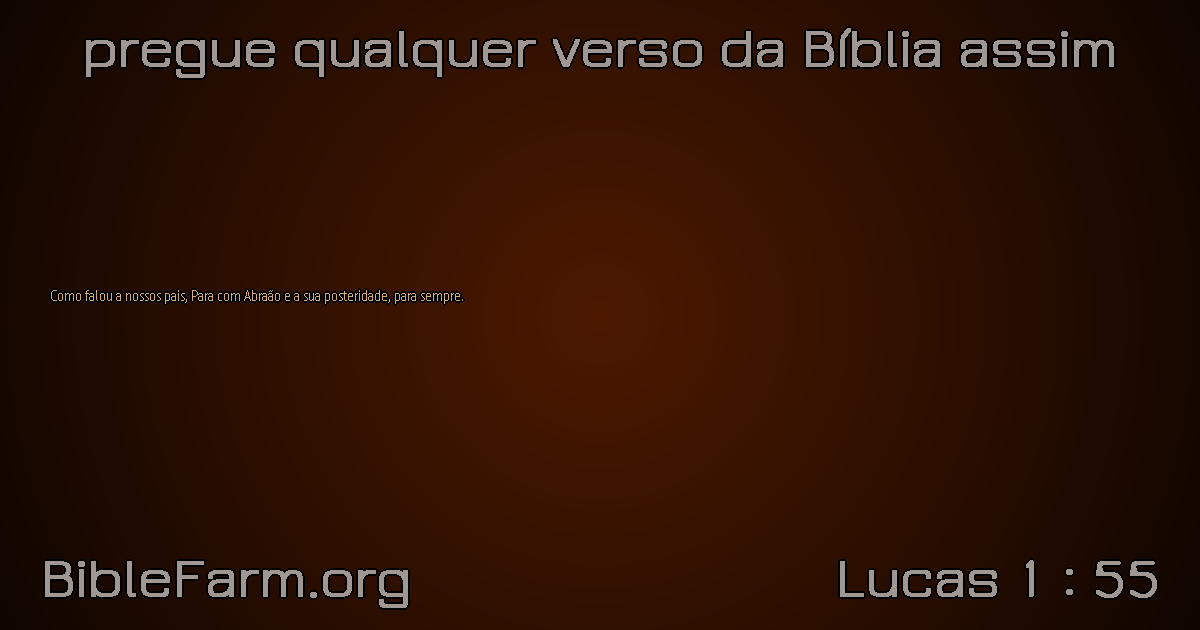 pregue qualquer verso da Bíblia assim
Como falou a nossos pais, Para com Abraão e a sua posteridade, para sempre.
BibleFarm.org
Lucas 1 : 55